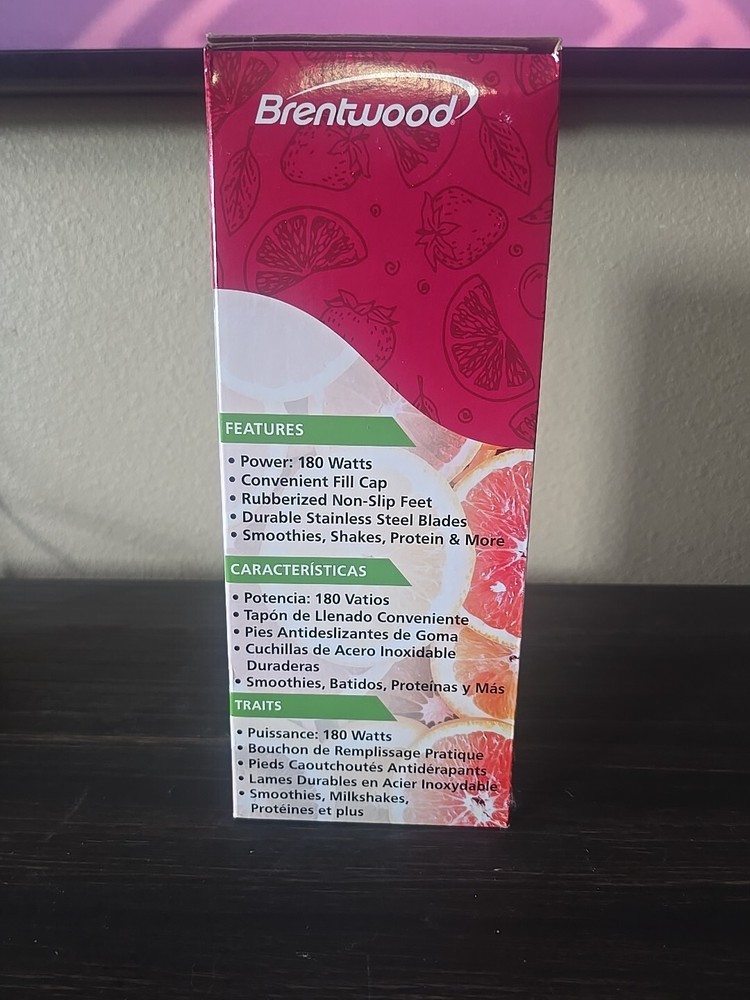 Brentwood
FEATURES
• Power: 180 Watts
• Convenient Fill Cap
• Rubberized Non-Slip Feet
• Durable Stainless Steel Blades
• Smoothies, Shakes, Protein & More
CARACTERÍSTICAS
• Potencia: 180 Vatios
• Tapón de Llenado Conveniente
• Pies Antideslizantes de Goma
• Cuchillas de Acero Inoxidable
Duraderas
• Smoothies, Batidos, Proteínas y Más
TRAITS
• Puissance: 180 Watts
• Bouchon de Remplissage Pratique
• Pieds Caoutchoutés Antidérapants
• Lames Durables en Acier Inoxydable
• Smoothies, Milkshakes,
Protéines et plus